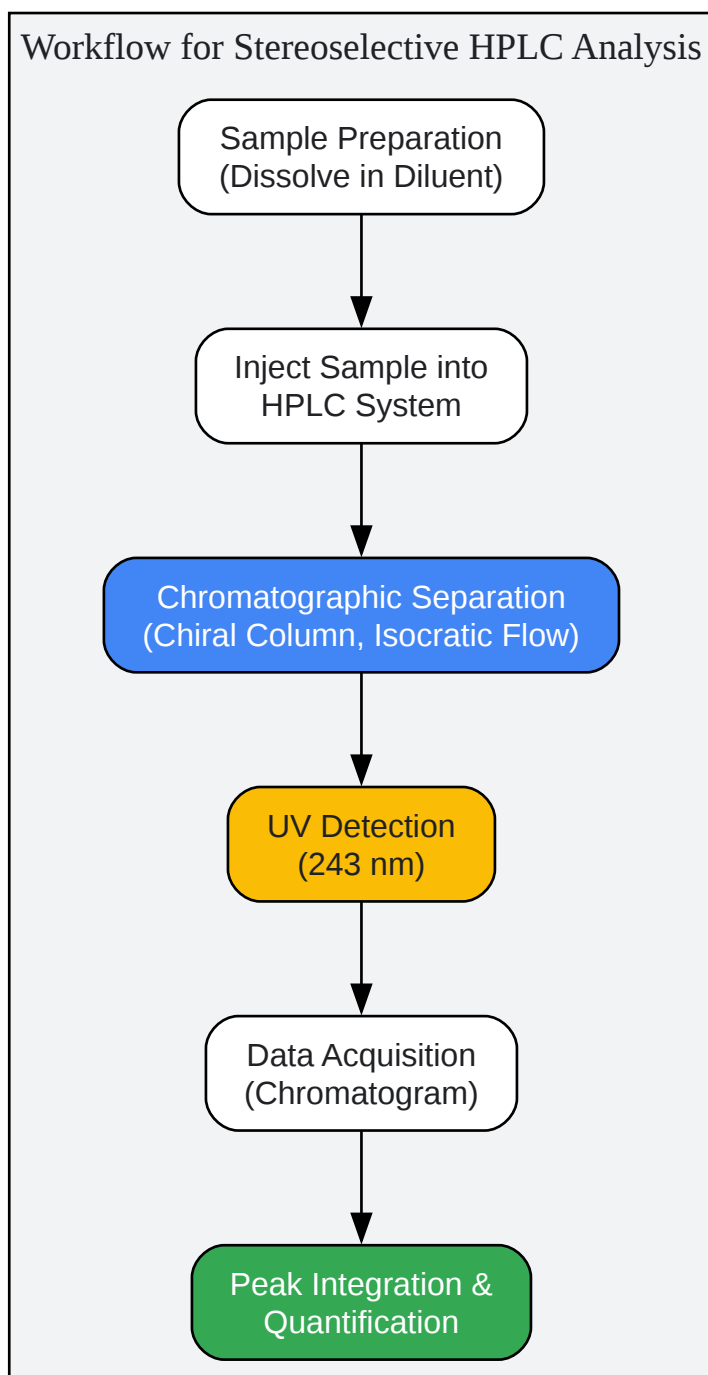 Workflow for Stereoselective HPLC Analysis
Sample Preparation
(Dissolve in Diluent)
Inject Sample into
HPLC System
Chromatographic Separation
(Chiral Column, Isocratic Flow)
UV Detection
(243 nm)
Data Acquisition
(Chromatogram)
Peak Integration &
Quantification